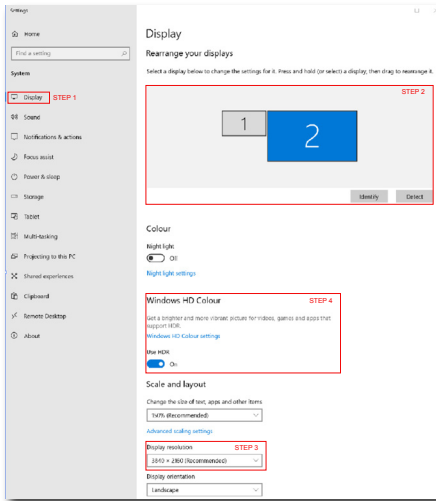 Settings
Home
Find a setting
System
Display STEP 1
Sound
Notifications & actions
Focus assist
Power & sleep
Storage
Tablet
Multi-tasking
Projecting to this PC
Shared experiences
Clipboard
Remote Desktop
About
Display
Rearrange your displays
Select a display below to change the settings for it. Press and hold (or select) a display, then drag to rearrange it.
STEP 2
1
2
Identify Detect
Colour
Night light
Off
Night light settings
Windows HD Colour STEP 4
Get a brighter and more vibrant picture for videos, games and apps that
support HDR.
Windows HD Colour settings
Use HDR
On
Scale and layout
Change the size of text, apps and other items
150% (Recommended)
Advanced scaling settings
Display resolution STEP 3
3840 × 2160 (Recommended)
Display orientation
Landscape